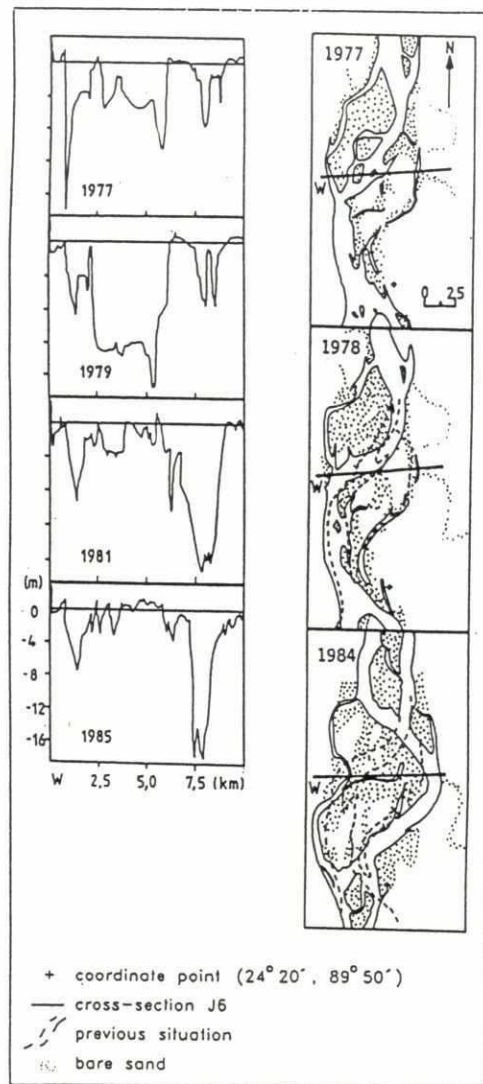 1977
1979
1981
(m)
0
-4
-8
-12
-16
1985
W 2,5 5,0 7,5 (km)
1977
N
W
0 25
1978
W
1984
W
+ coordinate point (24° 20´, 89° 50´)
cross-section J6
previous situation
bare sand